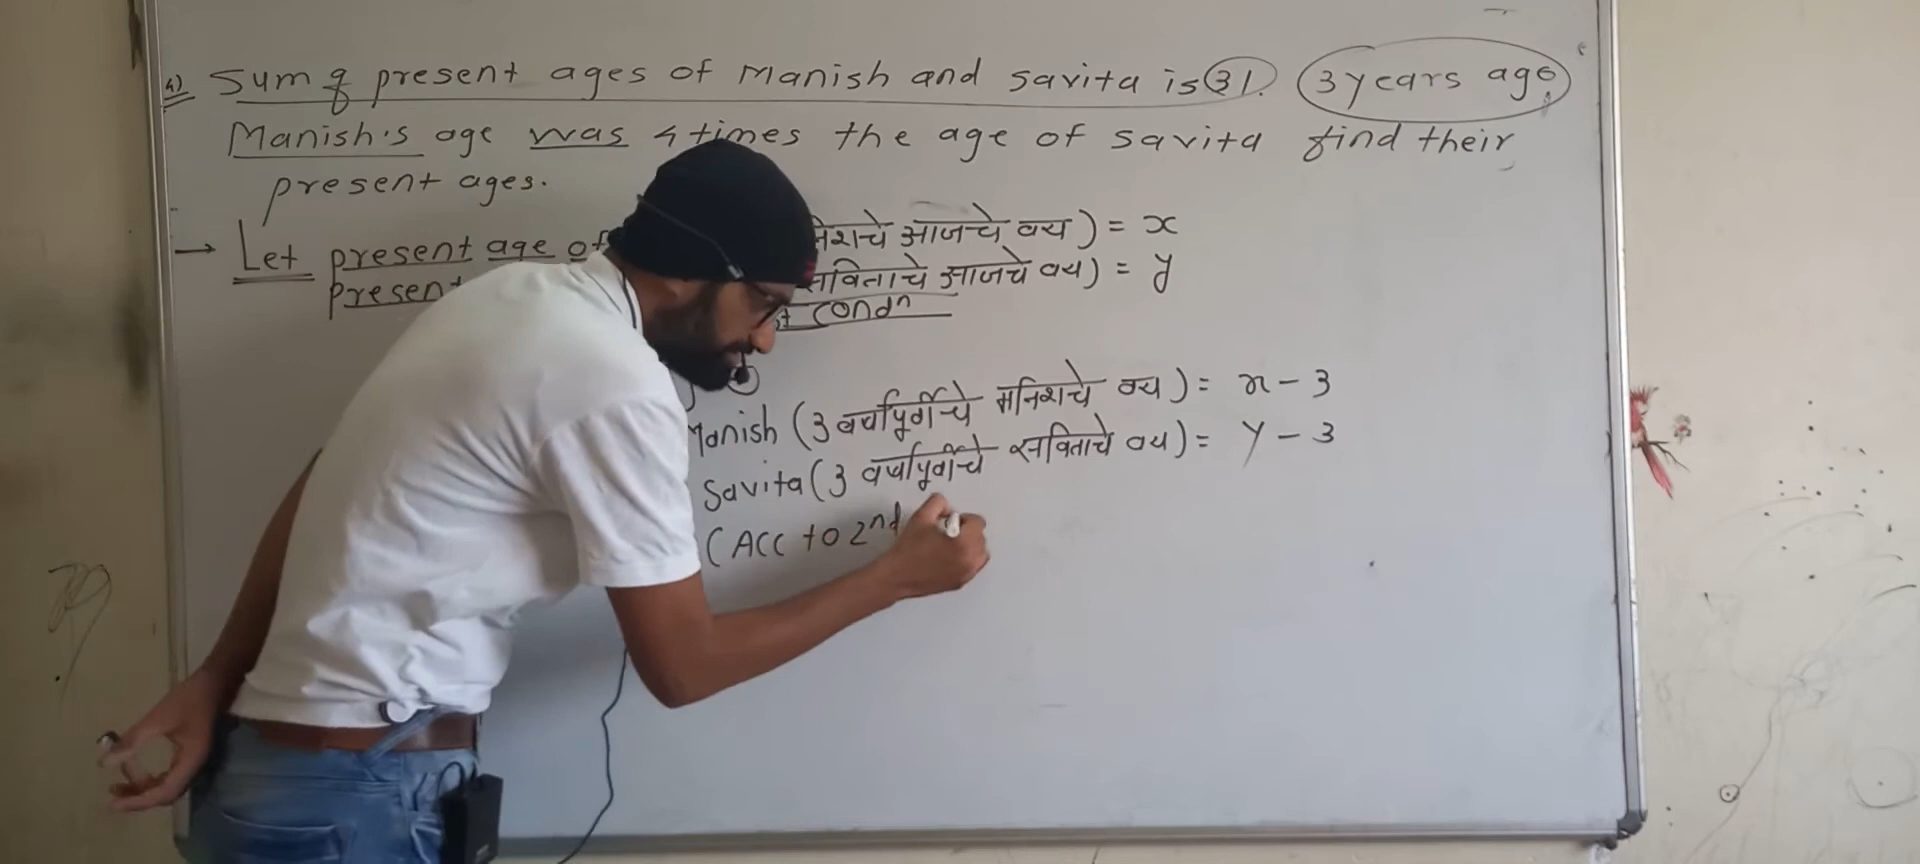 4) Sum of present ages of Manish and savita is 31. 3 years ago,
Manish's age was 4 times the age of savita find their
present ages.
→ Let present age of निशचे आजचे वय) = x
present सविताचे आजचे वय) = y
st condⁿ
Manish (3 वर्षापूर्वीचे मनिशचे वय) = x - 3
Savita (3 वर्षापूर्वीचे सविताचे वय) = y - 3
(Acc to 2nd